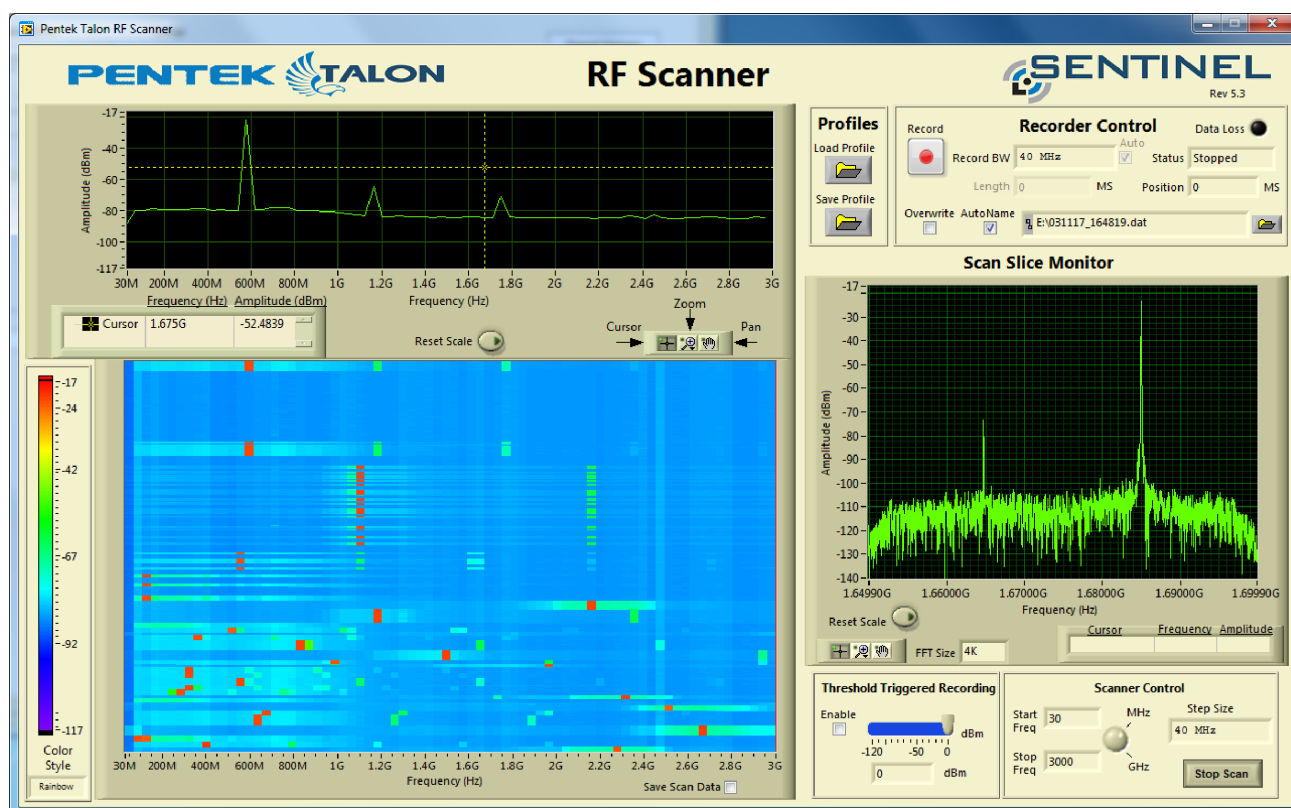 Pentek Talon RF Scanner
PENTEK TALON
RF Scanner
SENTINEL
Rev 5.3
-17
-40
-60
-80
-100
-117
Amplitude (dBm)
30M 200M 400M 600M 800M 1G 1.2G 1.4G 1.6G 1.8G 2G 2.2G 2.4G 2.6G 2.8G 3G
Frequency (Hz)
Frequency (Hz) Amplitude (dBm)
Cursor 1.675G -52.4839
Reset Scale
Zoom
Cursor
Pan
Profiles
Load Profile
Save Profile
Record
Recorder Control
Data Loss
Record BW 40 MHz
Auto
Status Stopped
Length 0 MS
Position 0 MS
Overwrite AutoName
E:\031117_164819.dat
Scan Slice Monitor
-17
-30
-40
-50
-60
-70
-80
-90
-100
-110
-120
-130
-140
Amplitude (dBm)
1.64990G 1.66000G 1.67000G 1.68000G 1.69000G 1.69990G
Frequency (Hz)
Reset Scale
Cursor Frequency Amplitude
FFT Size 4K
-17
-24
-42
-67
-92
-117
Color
Style
Rainbow
30M 200M 400M 600M 800M 1G 1.2G 1.4G 1.6G 1.8G 2G 2.2G 2.4G 2.6G 2.8G 3G
Frequency (Hz)
Save Scan Data
Threshold Triggered Recording
Enable
dBm
-120 -50 0
0 dBm
Scanner Control
Start
Freq
30
MHz
Step Size
40 MHz
Stop
Freq
3000
GHz
Stop Scan